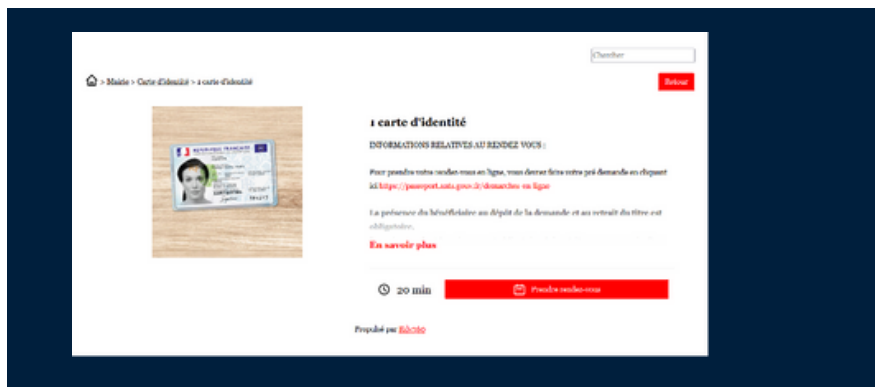 Chercher
> Mairie > Carte d'identité > 1 carte d'identité
Retour
1 carte d'identité
INFORMATIONS RELATIVES AU RENDEZ VOUS :
Pour prendre votre rendez-vous en ligne, vous devrez faire votre pré demande en cliquant
ici https://passeport.ants.gouv.fr/demarches-en-ligne
La présence du bénéficiaire au dépôt de la demande et au retrait du titre est
obligatoire.
En savoir plus
20 min
Prendre rendez-vous
Propulsé par
RÉPUBLIQUE FRANÇAISE